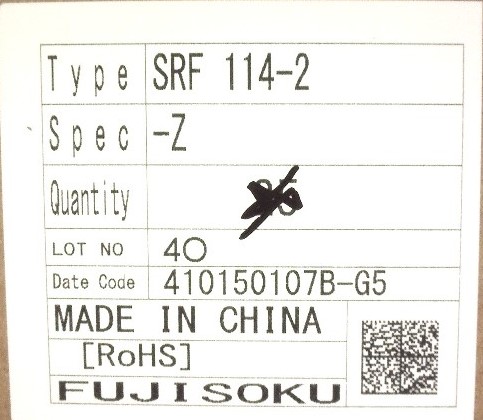 Type SRF 114-2
Spec -Z
Quantity
LOT NO 40
Date Code 410150107B-G5
MADE IN CHINA
[RoHS]
FUJISOKU